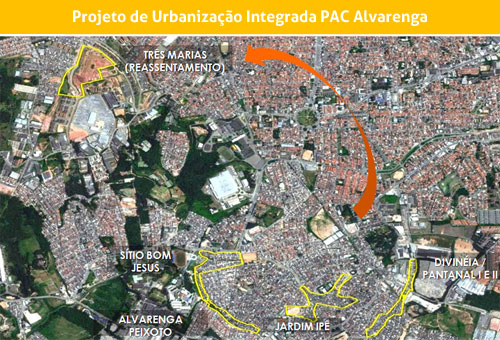 Projeto de Urbanização Integrada PAC Alvarenga
TRÊS MARIAS
(REASSENTAMENTO)
SÍTIO BOM
JESUS
DIVINÉIA /
PANTANAL I E II
ALVARENGA
PEIXOTO
JARDIM IPÊ